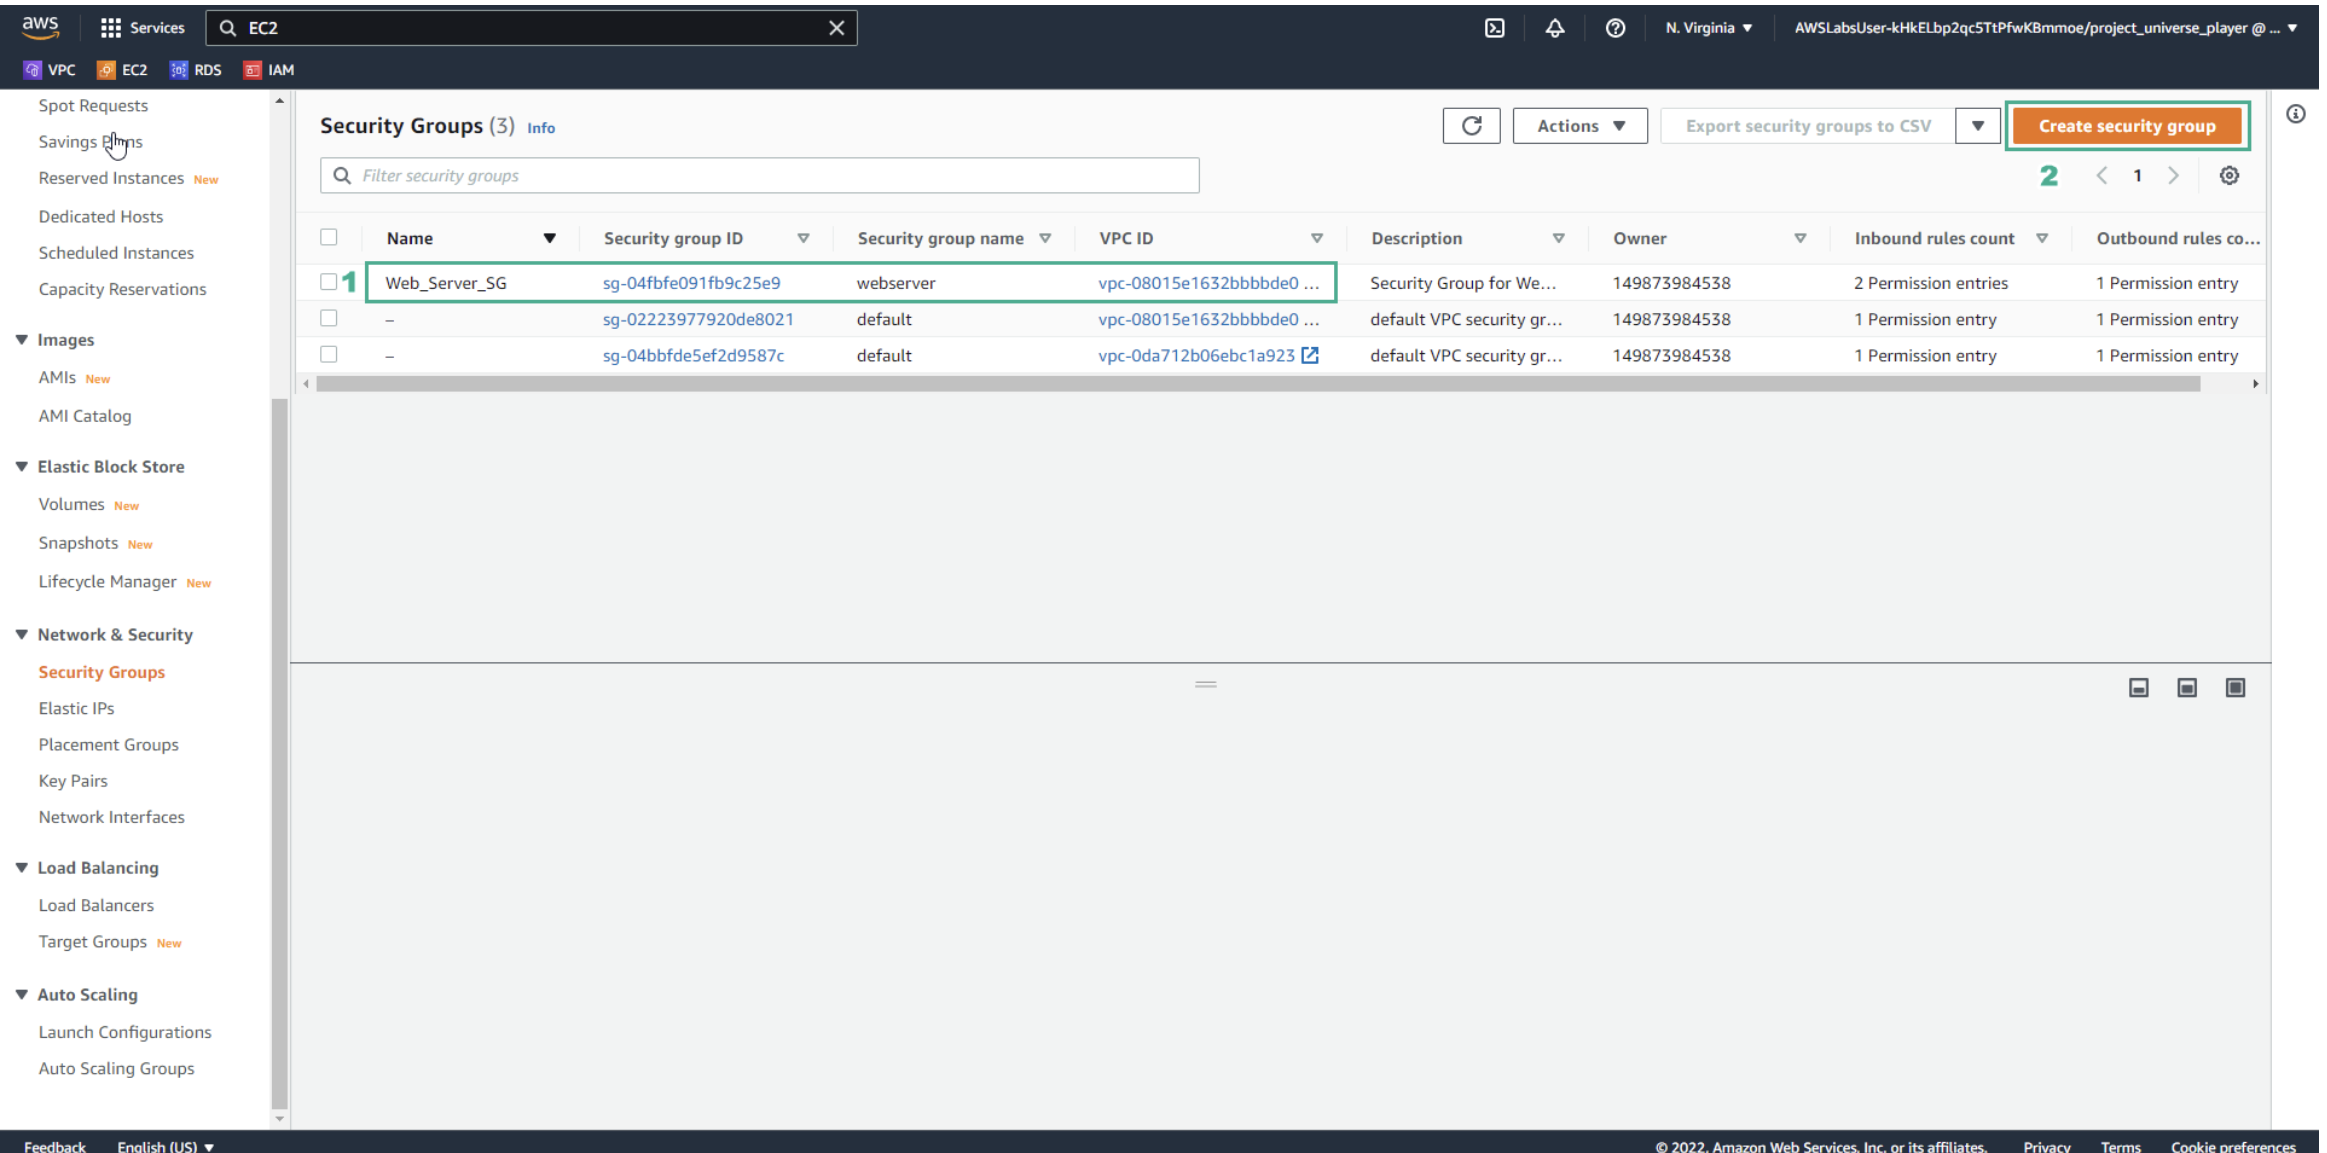 aws Services EC2 N. Virginia ▼ AWSLabsUser-kHkELbp2qc5TtPfwKBmmoe/project_universe_player @ ... ▼
VPC EC2 RDS IAM
Spot Requests
Savings Plans
Reserved Instances New
Dedicated Hosts
Scheduled Instances
Capacity Reservations
▼ Images
AMIs New
AMI Catalog
▼ Elastic Block Store
Volumes New
Snapshots New
Lifecycle Manager New
▼ Network & Security
Security Groups
Elastic IPs
Placement Groups
Key Pairs
Network Interfaces
▼ Load Balancing
Load Balancers
Target Groups New
▼ Auto Scaling
Launch Configurations
Auto Scaling Groups
Security Groups (3) Info Actions ▼ Export security groups to CSV ▼ Create security group
Filter security groups 2 < 1 >
Name Security group ID Security group name VPC ID Description Owner Inbound rules count Outbound rules co...
1 Web_Server_SG sg-04fbfe091fb9c25e9 webserver vpc-08015e1632bbbbde0 ... Security Group for We... 149873984538 2 Permission entries 1 Permission entry
– sg-02223977920de8021 default vpc-08015e1632bbbbde0 ... default VPC security gr... 149873984538 1 Permission entry 1 Permission entry
– sg-04bbfde5ef2d9587c default vpc-0da712b06ebc1a923 default VPC security gr... 149873984538 1 Permission entry 1 Permission entry
Feedback English (US) ▼ © 2022, Amazon Web Services, Inc. or its affiliates. Privacy Terms Cookie preferences